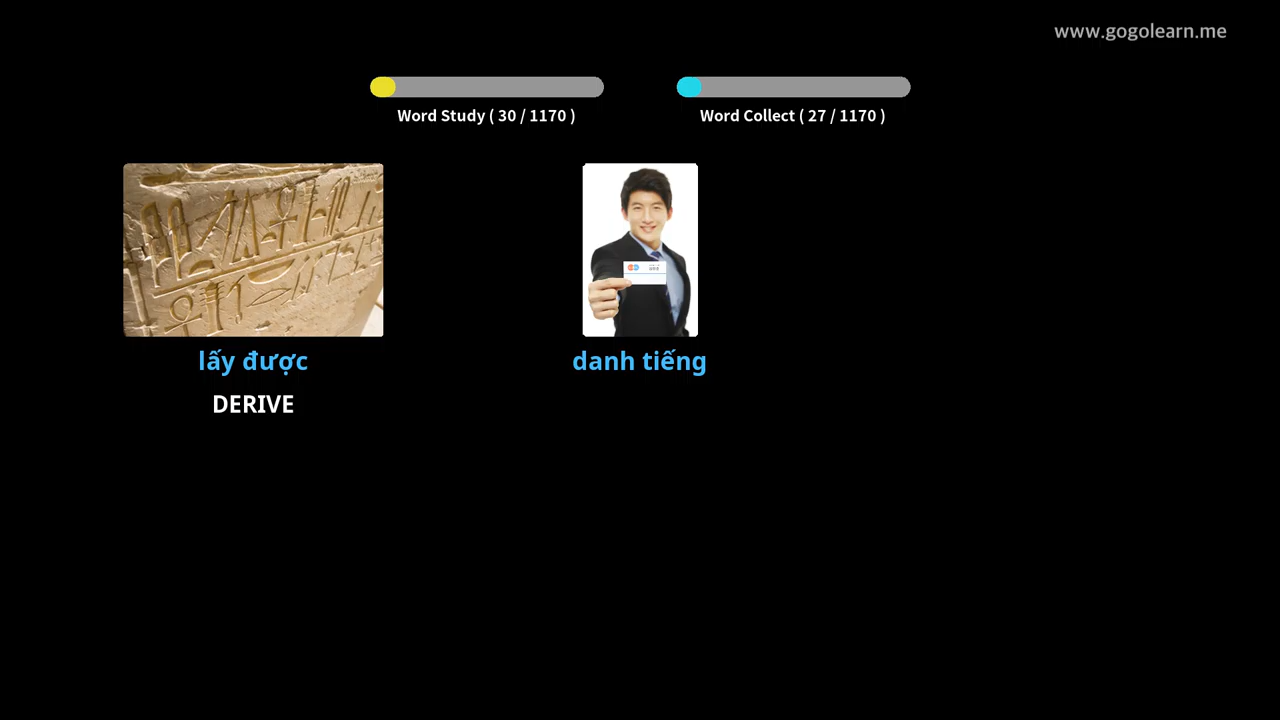 www.gogolearn.me
Word Study ( 30 / 1170 )
Word Collect ( 27 / 1170 )
lấy được
danh tiếng
DERIVE